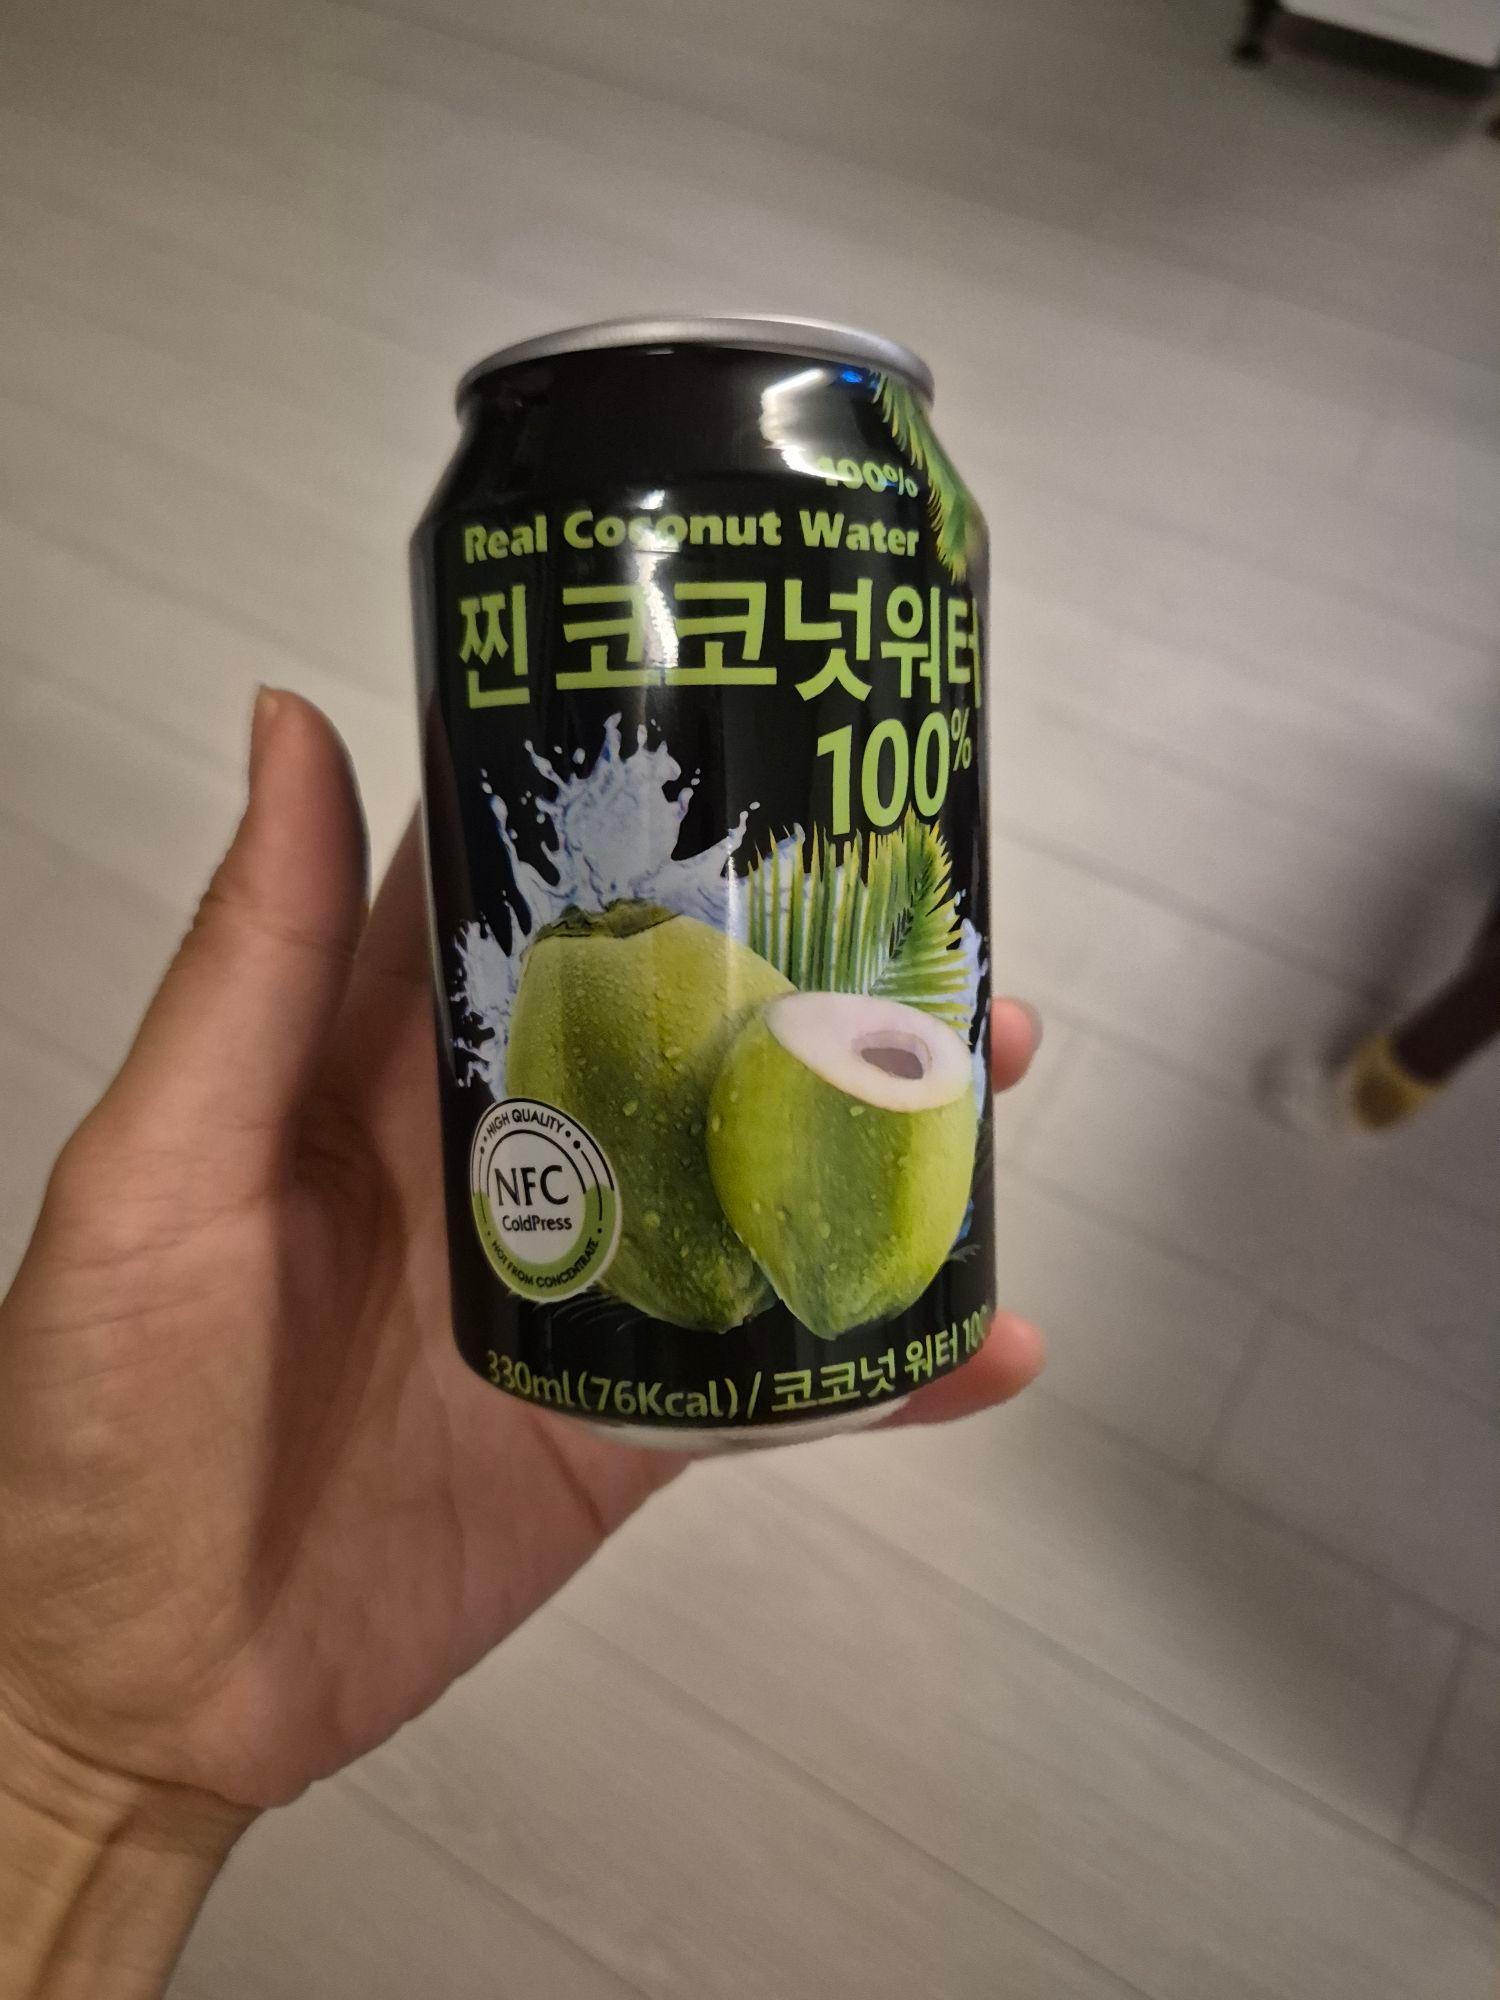 100%
Real Coconut Water
찐 코코넛워터
100%
HIGH QUALITY
NFC
ColdPress
NOT FROM CONCENTRATE
330ml(76Kcal) / 코코넛 워터 100